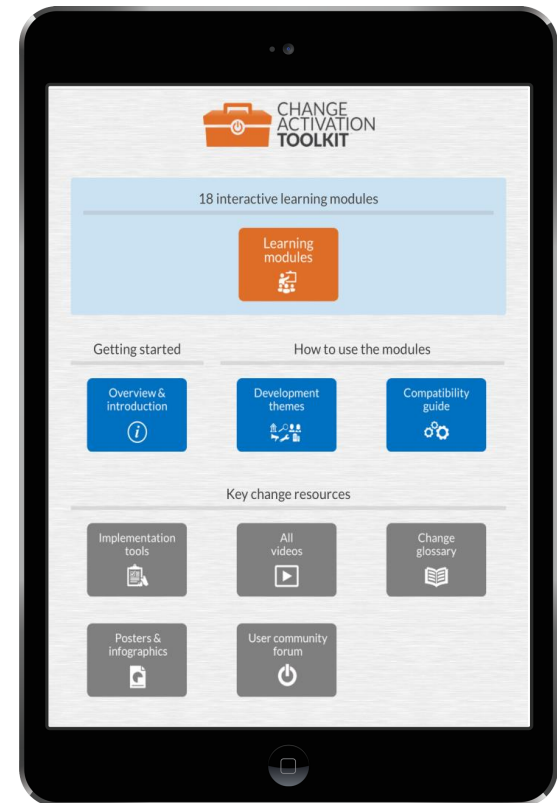 CHANGE
ACTIVATION
TOOLKIT
18 interactive learning modules
Learning
modules
Getting started
How to use the modules
Overview &
introduction
Development
themes
Compatibility
guide
Key change resources
Implementation
tools
All
videos
Change
glossary
Posters &
infographics
User community
forum